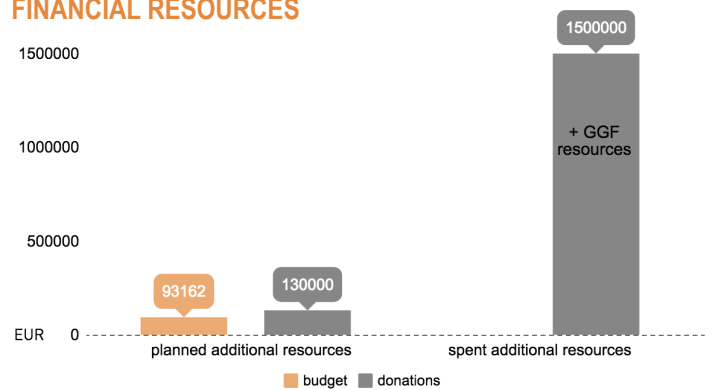 FINANCIAL RESOURCES
1500000
1500000
+ GGF
resources
1000000
500000
93162
130000
EUR 0
planned additional resources
spent additional resources
budget
donations